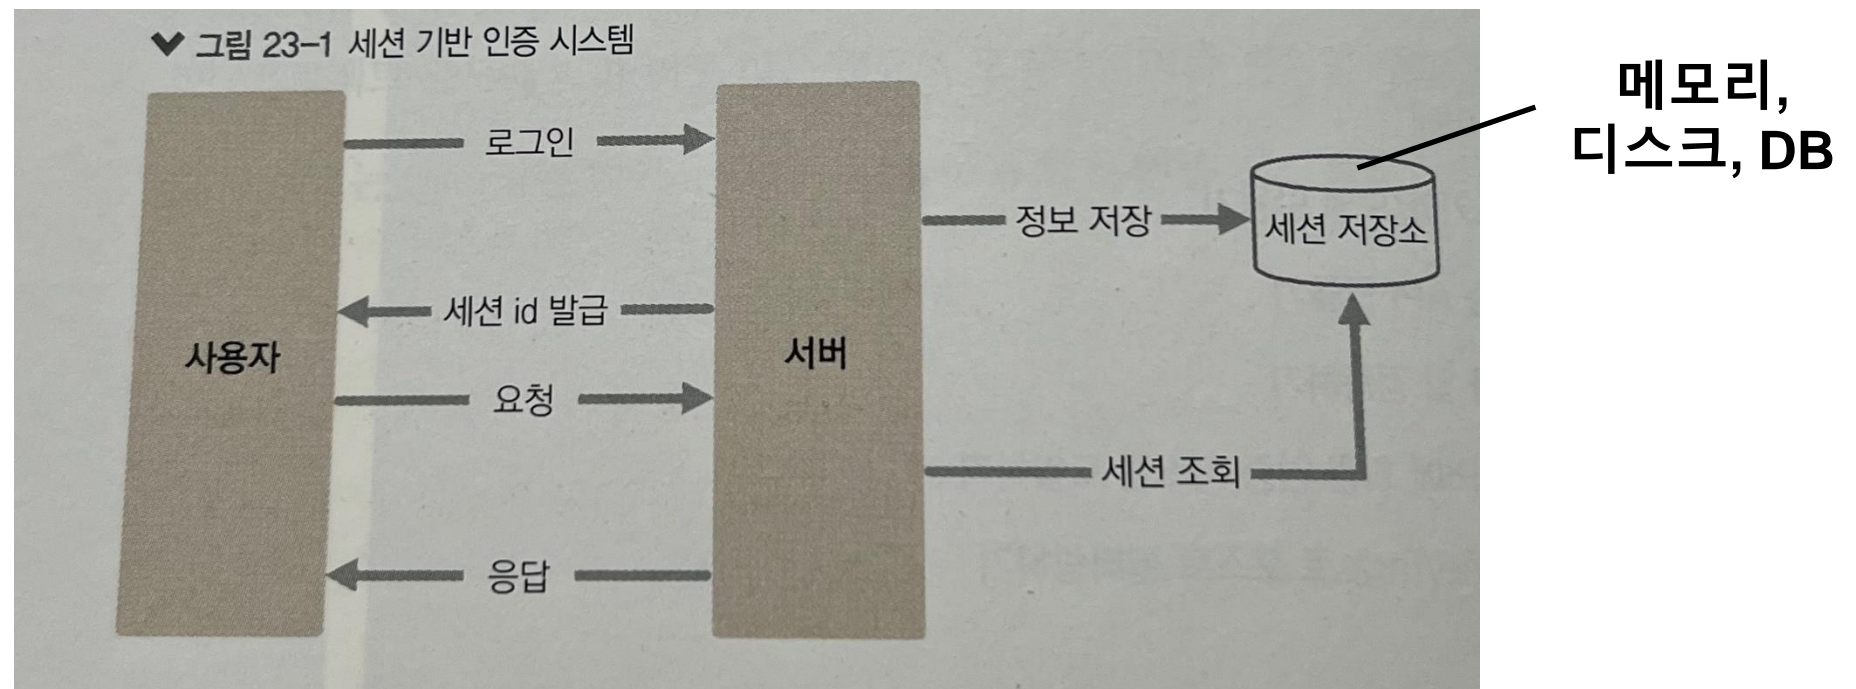 그림 23-1 세션 기반 인증 시스템
메모리,
디스크, DB
로그인
정보 저장
세션 저장소
세션 id 발급
사용자
서버
요청
세션 조회
응답